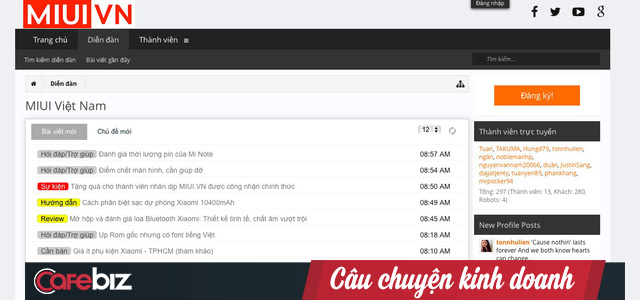 MIUI VN
Đăng nhập
Trang chủ Diễn đàn Thành viên
Tìm kiếm diễn đàn Bài viết gần đây Tìm kiếm...
Diễn đàn
Đăng ký!
MIUI Việt Nam
Bài viết mới Chủ đề mới 12
Hỏi đáp/Trợ giúp Đánh giá thời lượng pin của Mi Note 08:57 AM
Hỏi đáp/Trợ giúp Điểm chết màn hình, cần giúp đỡ 08:54 AM
Sự kiện Tặng quà cho thành viên nhân dịp MIUI.VN được công nhận chính thức 08:50 AM
Hướng dẫn Cách phân biệt sạc dự phòng Xiaomi 10400mAh 08:49 AM
Review Mở hộp và đánh giá loa Bluetooth Xiaomi: Thiết kế tinh tế, chất âm vượt trội 08:45 AM
Hỏi đáp/Trợ giúp Up Rom gốc nhưng có font tiếng Việt 08:18 AM
Cần bán Giá ít phụ kiện Xiaomi - TPHCM (tham khảo) 08:10 AM
Thành viên trực tuyến
Tuan, TAKUMA, Hungd79, tonnhulien,
ngân, noblemanhp,
nguyenvannam20066, duân, JustinSang,
dajjatjenty, tuanyen89, phankhang,
mrpocker94
Tổng: 297 (Thành viên: 13, Khách: 280,
Robots: 4)
New Profile Posts
tonnhulien 'Cause nothin' lasts
forever And we both know hearts
can change
CafeBiz
Câu chuyện kinh doanh